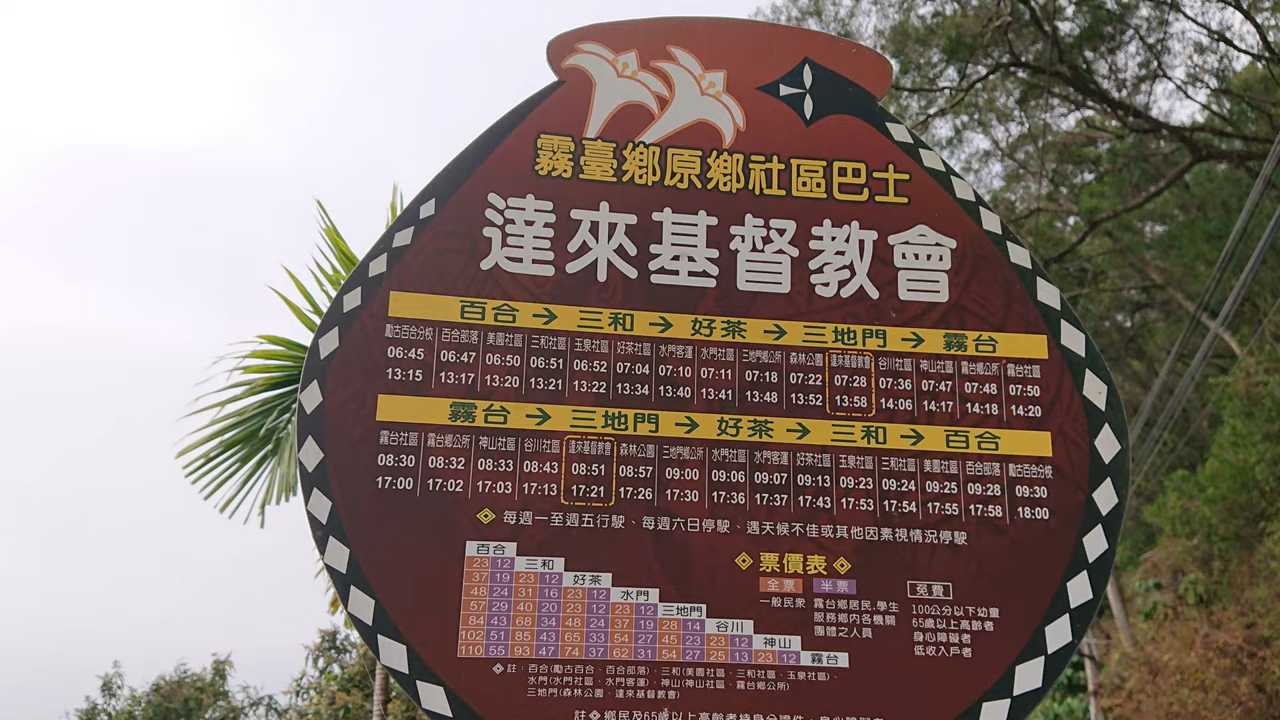 霧臺鄉原鄉社區巴士
達來基督教會
百合→三和→好茶→三地門→霧台
勵古百合分校 百合部落 美園社區 三和社區 玉泉社區 好茶社區 水門客運 水門社區 三地門鄉公所 森林公園 達來基督教會 谷川社區 神山社區 霧台鄉公所 霧台社區
06:45 06:47 06:50 06:51 06:52 07:04 07:10 07:11 07:18 07:22 07:28 07:36 07:47 07:48 07:50
13:15 13:17 13:20 13:21 13:22 13:34 13:40 13:41 13:48 13:52 13:58 14:06 14:17 14:18 14:20
霧台→三地門→好茶→三和→百合
霧台社區 霧台鄉公所 神山社區 谷川社區 達來基督教會 森林公園 三地門鄉公所 水門社區 水門客運 好茶社區 玉泉社區 三和社區 美園社區 百合部落 勵古百合分校
08:30 08:32 08:33 08:43 08:51 08:57 09:00 09:06 09:07 09:13 09:23 09:24 09:25 09:28 09:30
17:00 17:02 17:03 17:13 17:21 17:26 17:30 17:36 17:37 17:43 17:53 17:54 17:55 17:58 18:00
每週一至週五行駛、每週六日停駛、遇天候不佳或其他因素視情況停駛
百合
23 12 三和
37 19 23 12 好茶
48 24 31 16 23 12 水門
57 29 40 20 23 12 23 12 三地門
84 43 68 34 48 24 37 19 28 14 谷川
102 51 85 43 65 33 54 27 45 23 23 12 神山
110 55 93 47 74 37 62 31 54 27 25 13 23 12 霧台
票價表
全票 半票 免費
一般民衆
霧台鄉居民.學生
服務鄉內各機關
團體之人員
100公分以下幼童
65歲以上高齡者
身心障礙者
低收入戶者
註：百合(勵古百合、百合部落)、三和(美園社區、三和社區、玉泉社區)、
水門(水門社區、水門客運)、神山(神山社區、霧台鄉公所)
三地門(森林公園、達來基督教會)
註◇鄉民及65歲以上高齡者持身分證件、身心障礙者